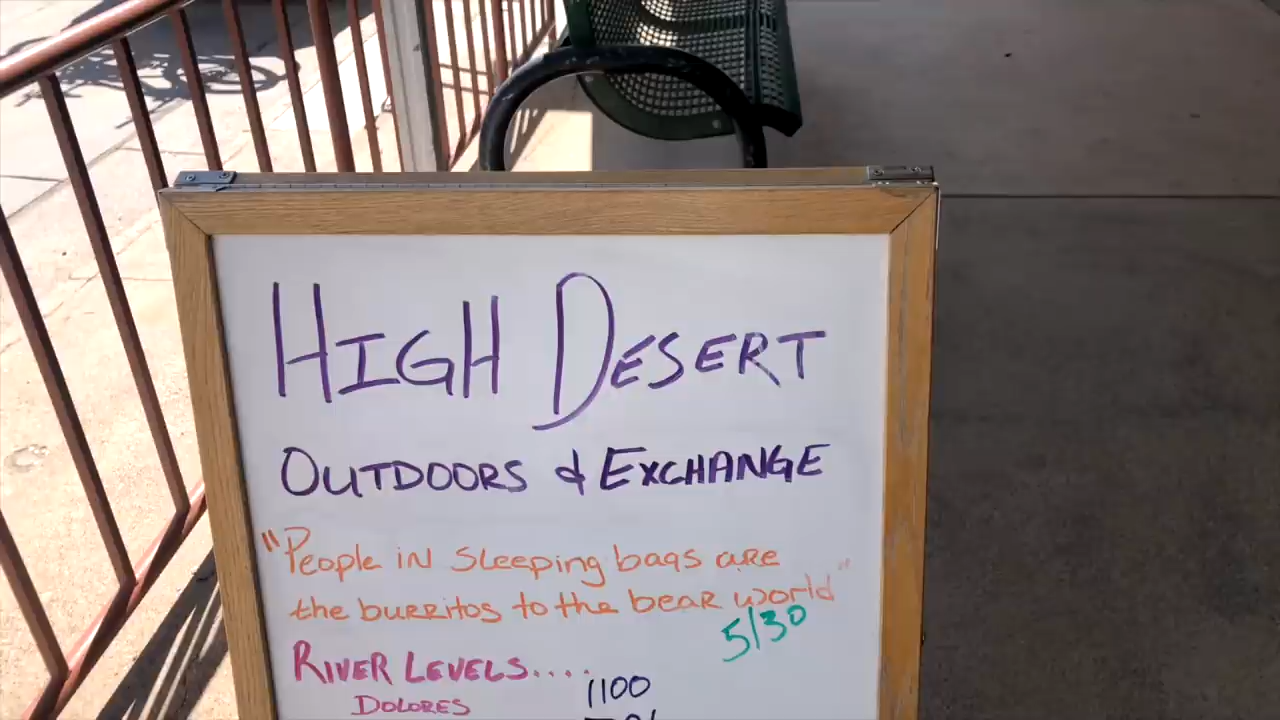 HIGH DESERT
OUTDOORS & EXCHANGE
"People in sleeping bags are
the burritos to the bear world"
5/30
RIVER LEVELS....
DOLORES 1100